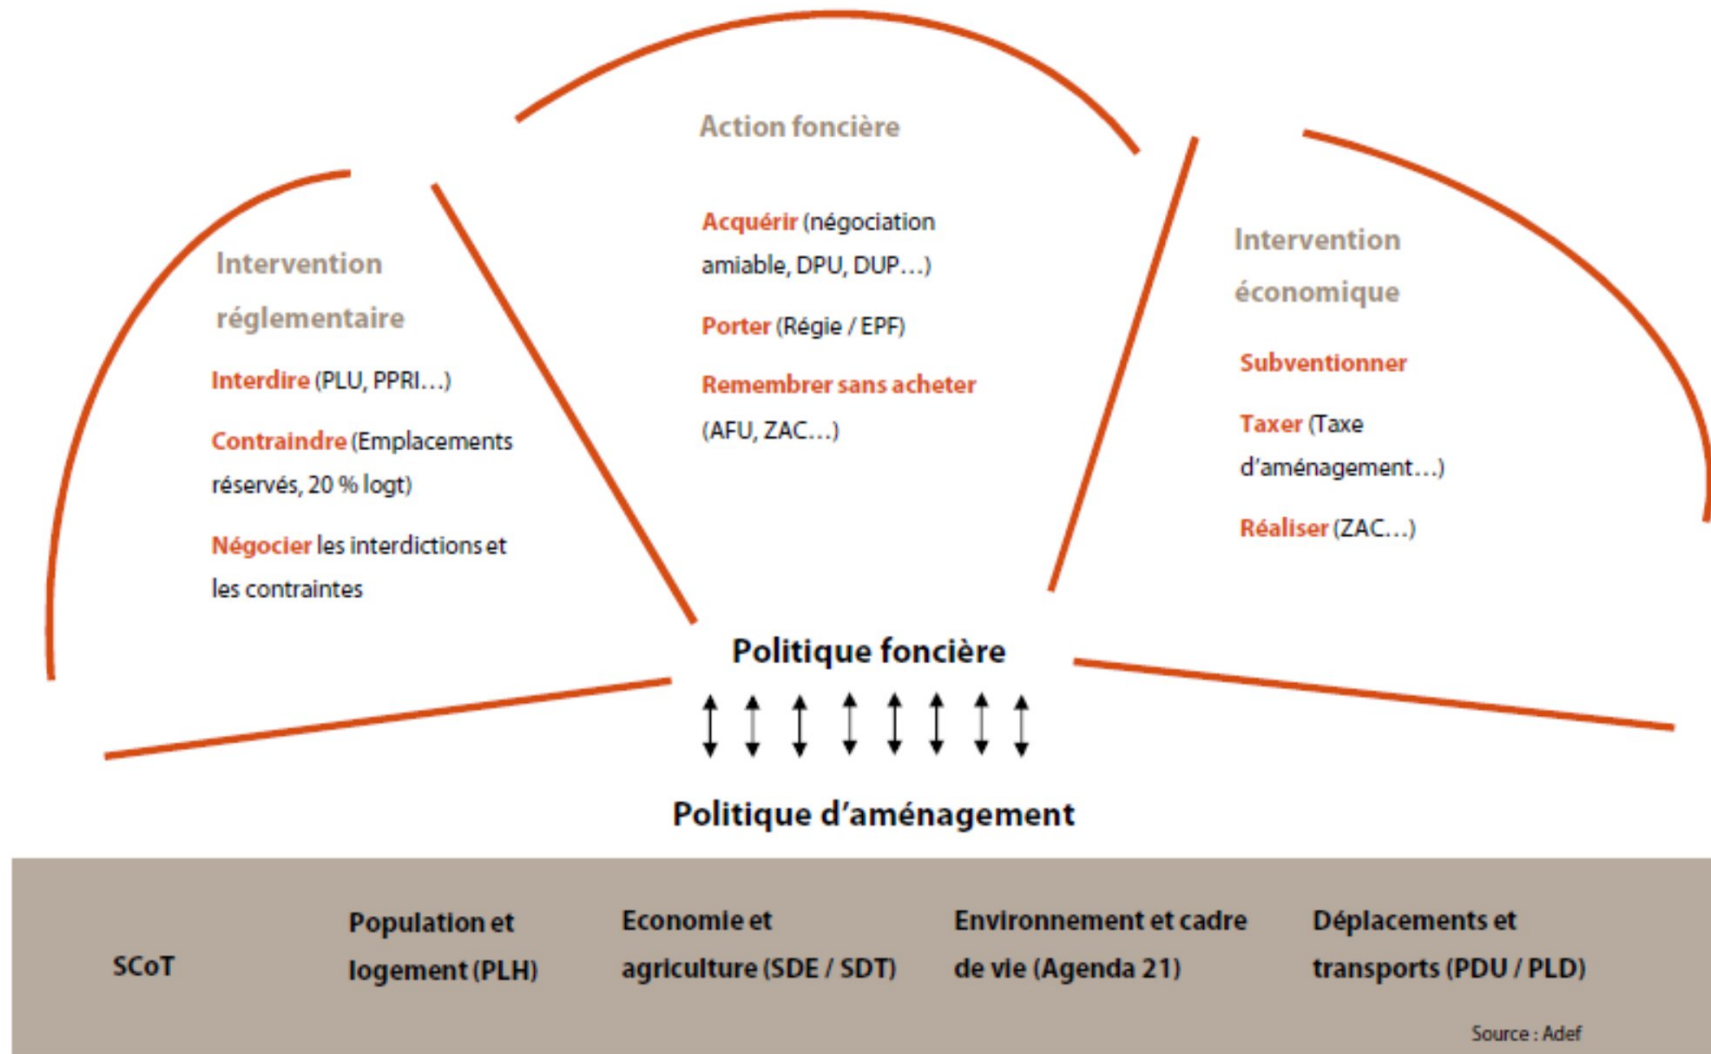 Action foncière
Acquérir (négociation
amiable, DPU, DUP…)
Porter (Régie / EPF)
Remembrer sans acheter
(AFU, ZAC…)
Intervention
réglementaire
Interdire (PLU, PPRI…)
Contraindre (Emplacements
réservés, 20 % logt)
Négocier les interdictions et
les contraintes
Intervention
économique
Subventionner
Taxer (Taxe
d’aménagement…)
Réaliser (ZAC…)
Politique foncière
Politique d’aménagement
SCoT
Population et
logement (PLH)
Economie et
agriculture (SDE / SDT)
Environnement et cadre
de vie (Agenda 21)
Déplacements et
transports (PDU / PLD)
Source : Adef